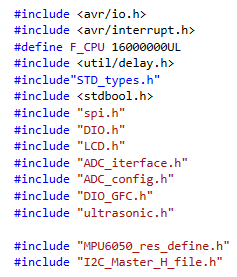 #include <avr/io.h>
#include <avr/interrupt.h>
#define F_CPU 16000000UL
#include <util/delay.h>
#include"STD_types.h"
#include <stdbool.h>
#include "spi.h"
#include "DIO.h"
#include "LCD.h"
#include "ADC_iterface.h"
#include "ADC_config.h"
#include "DIO_GFC.h"
#include "ultrasonic.h"
#include "MPU6050_res_define.h"
#include "I2C_Master_H_file.h"